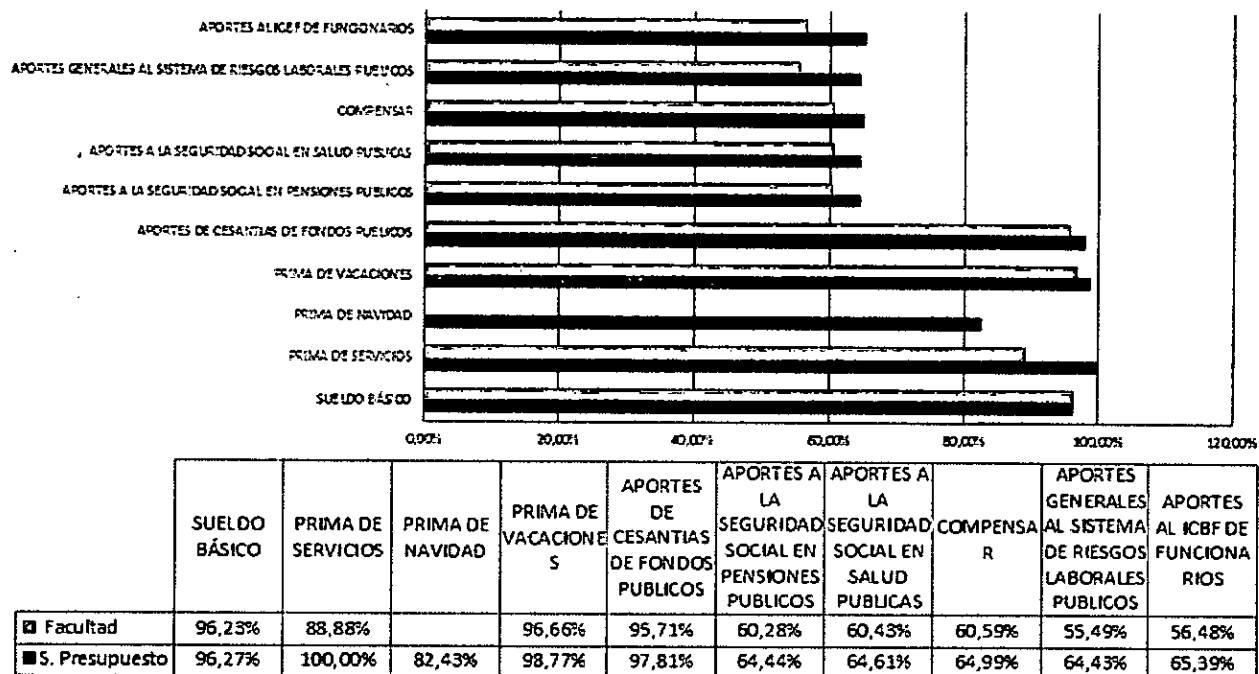 APORTES AL ICBF DE FUNCIONARIOS
APORTES GENERALES AL SISTEMA DE RIESGOS LABORALES PUBLICOS
COMPENSAR
APORTES A LA SEGURIDAD SOCIAL EN SALUD PUBLICAS
APORTES A LA SEGURIDAD SOCIAL EN PENSIONES PUBLICOS
APORTES DE CESANTIAS DE FONDOS PUBLICOS
PRIMA DE VACACIONES
PRIMA DE NAVIDAD
PRIMA DE SERVICIOS
SUELDO BÁSICO
0,00% 20,00% 40,00% 60,00% 80,00% 100,00% 120,00%
SUELDO
BÁSICO
PRIMA DE
SERVICIOS
PRIMA DE
NAVIDAD
PRIMA DE
VACACIONE
S
APORTES
DE
CESANTIAS
DE FONDOS
PUBLICOS
APORTES A
LA
SEGURIDAD
SOCIAL EN
PENSIONES
PUBLICOS
APORTES A
LA
SEGURIDAD
SOCIAL EN
SALUD
PUBLICAS
COMPENSA
R
APORTES
GENERALES
AL SISTEMA
DE RIESGOS
LABORALES
PUBLICOS
APORTES
AL ICBF DE
FUNCIONA
RIOS
Facultad 96,23% 88,88% 96,66% 95,71% 60,28% 60,43% 60,59% 55,49% 56,48%
S. Presupuesto 96,27% 100,00% 82,43% 98,77% 97,81% 64,44% 64,61% 64,99% 64,43% 65,39%